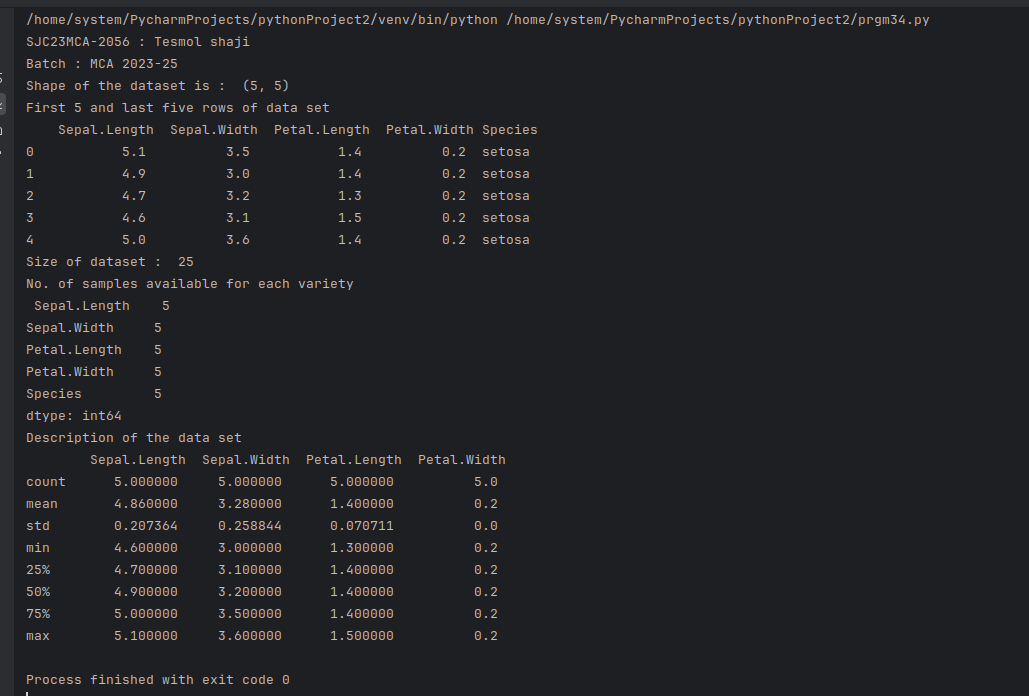 /home/system/PycharmProjects/pythonProject2/venv/bin/python /home/system/PycharmProjects/pythonProject2/prgm34.py
SJC23MCA-2056 : Tesmol shaji
Batch : MCA 2023-25
Shape of the dataset is :  (5, 5)
First 5 and last five rows of data set
    Sepal.Length  Sepal.Width  Petal.Length  Petal.Width Species
0           5.1          3.5           1.4          0.2  setosa
1           4.9          3.0           1.4          0.2  setosa
2           4.7          3.2           1.3          0.2  setosa
3           4.6          3.1           1.5          0.2  setosa
4           5.0          3.6           1.4          0.2  setosa
Size of dataset :  25
No. of samples available for each variety
 Sepal.Length    5
Sepal.Width     5
Petal.Length    5
Petal.Width     5
Species         5
dtype: int64
Description of the data set
        Sepal.Length  Sepal.Width  Petal.Length  Petal.Width
count      5.000000     5.000000      5.000000          5.0
mean       4.860000     3.280000      1.400000          0.2
std        0.207364     0.258844      0.070711          0.0
min        4.600000     3.000000      1.300000          0.2
25%        4.700000     3.100000      1.400000          0.2
50%        4.900000     3.200000      1.400000          0.2
75%        5.000000     3.500000      1.400000          0.2
max        5.100000     3.600000      1.500000          0.2
Process finished with exit code 0